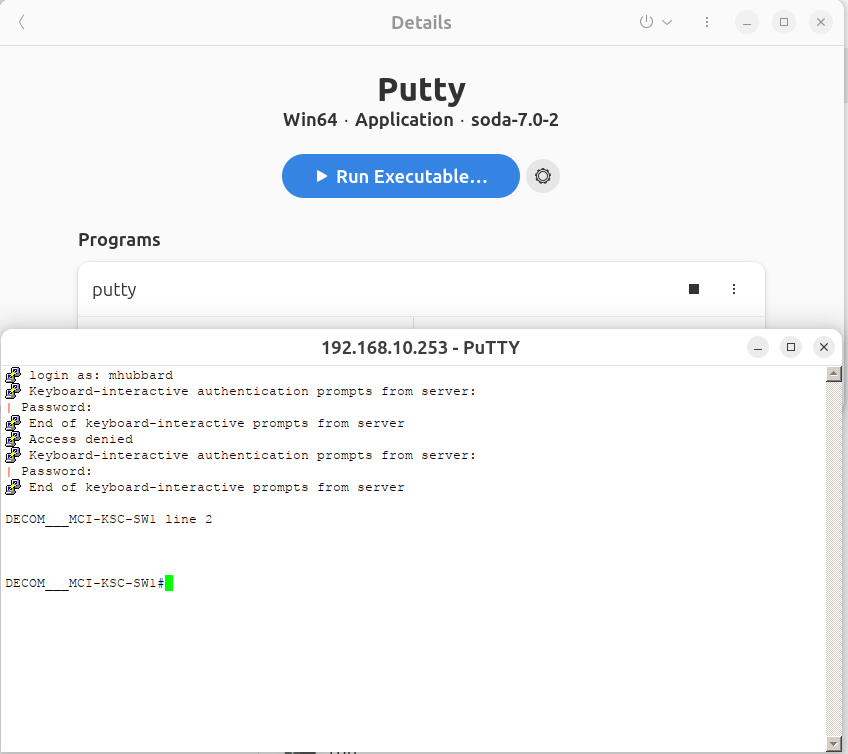 Details
Putty
Win64 · Application · soda-7.0-2
Run Executable...
Programs
putty
192.168.10.253 - PuTTY
login as: mhubbard
Keyboard-interactive authentication prompts from server:
| Password:
End of keyboard-interactive prompts from server
Access denied
Keyboard-interactive authentication prompts from server:
| Password:
End of keyboard-interactive prompts from server
DECOM___MCI-KSC-SW1 line 2
DECOM___MCI-KSC-SW1#